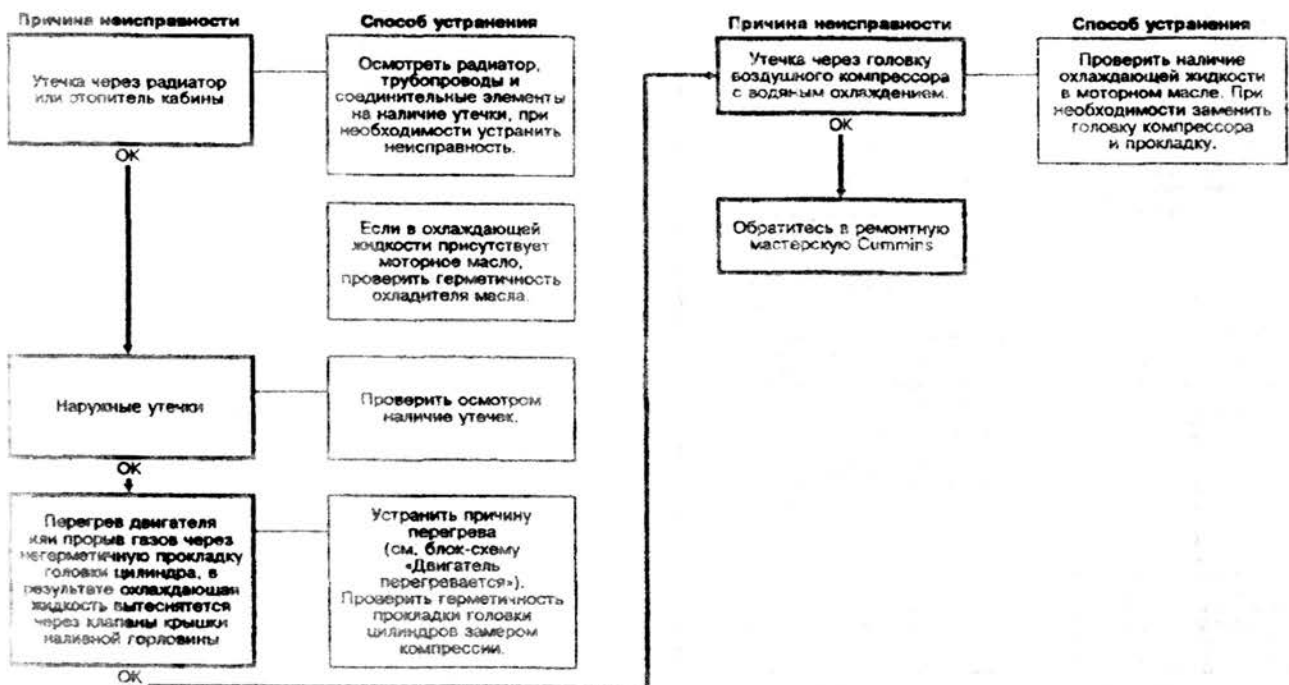 Причина неисправности
Способ устранения
Утечка через радиатор
или отопитель кабины
Осмотреть радиатор,
трубопроводы и
соединительные элементы
на наличие утечки, при
необходимости устранить
неисправность.
ОК
Если в охлаждающей
жидкости присутствует
моторное масло,
проверить герметичность
охладителя масла.
Наружные утечки
Проверить осмотром
наличие утечек.
ОК
Перегрев двигателя
или прорыв газов через
негерметичную прокладку
головки цилиндра, в
результате охлаждающая
жидкость вытеснятется
через клапаны крышки
наливной горловины
Устранить причину
перегрева
(см. блок-схему
«Двигатель
перегревается»).
Проверить герметичность
прокладки головки
цилиндров замером
компрессии.
ОК
Причина неисправности
Способ устранения
Утечка через головку
воздушного компрессора
с водяным охлаждением.
Проверить наличие
охлаждающей жидкости
в моторном масле. При
необходимости заменить
головку компрессора
и прокладку.
ОК
Обратитесь в ремонтную
мастерскую Cummins